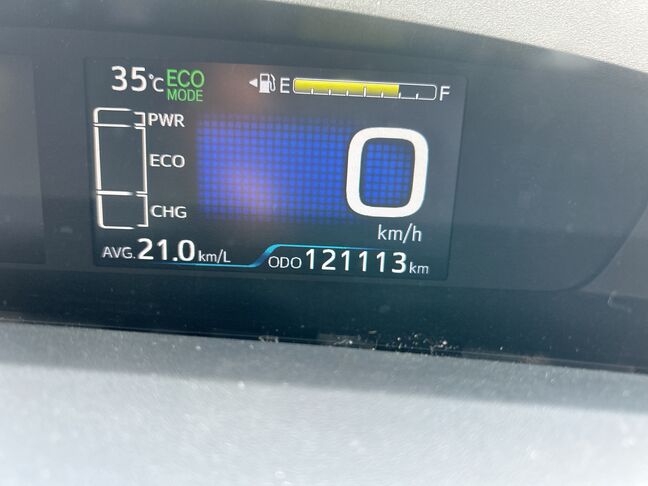 35°C ECO MODE
E F
PWR
ECO
CHG
0
km/h
AVG. 21.0 km/L
ODO 121113 km